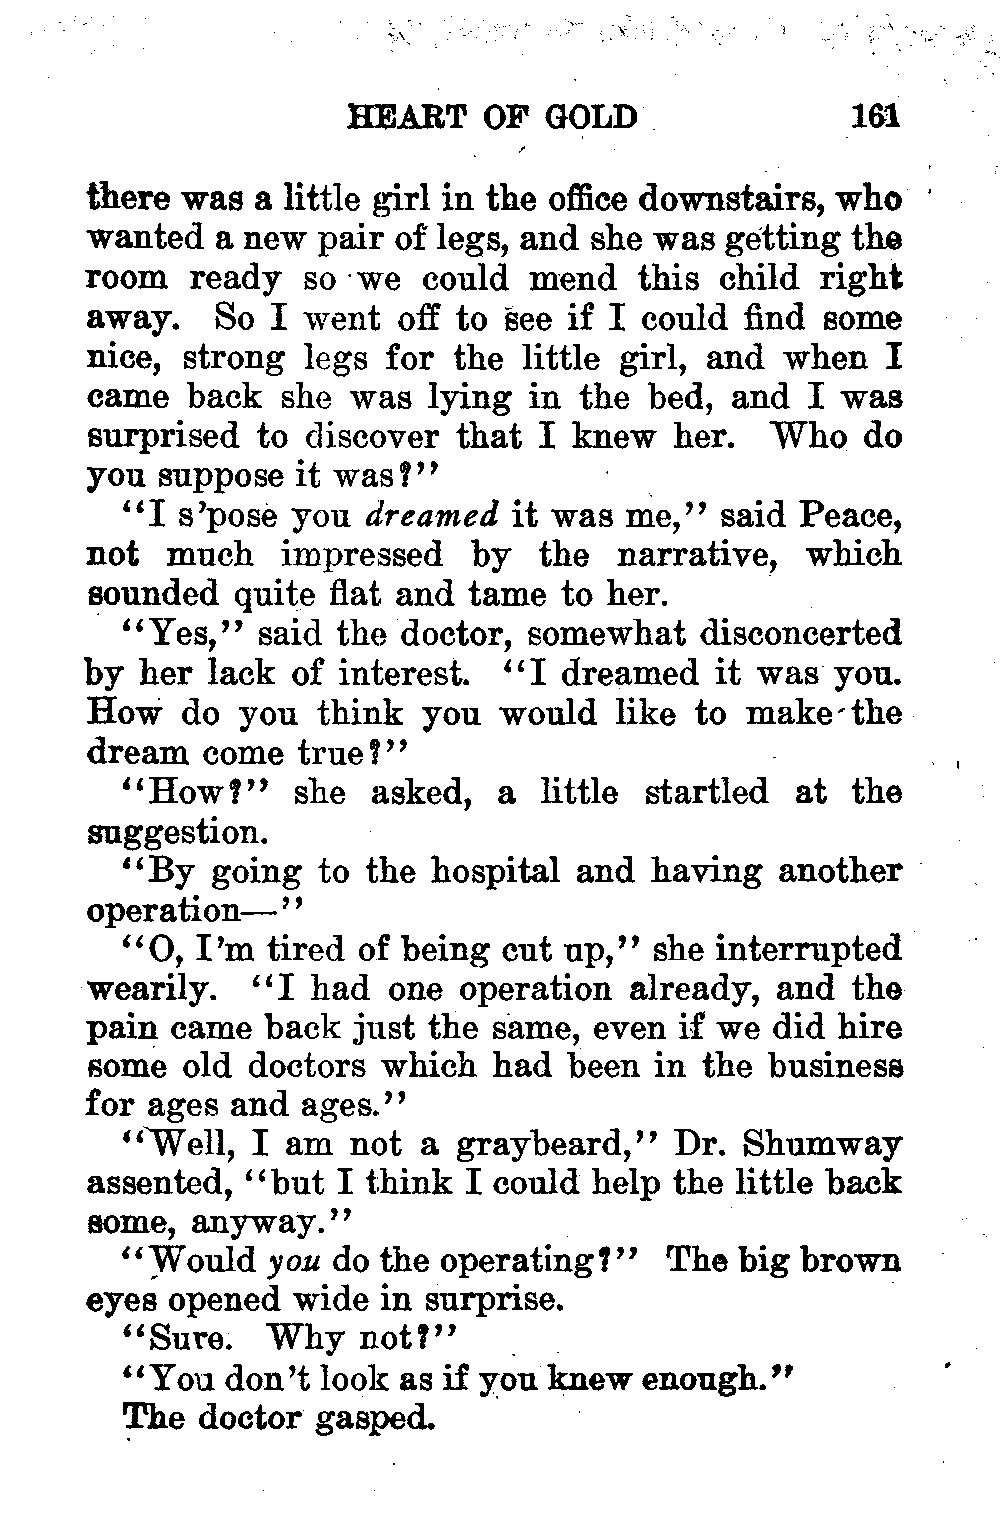 HEART OF GOLD 161
there was a little girl in the office downstairs, who
wanted a new pair of legs, and she was getting the
room ready so we could mend this child right
away. So I went off to see if I could find some
nice, strong legs for the little girl, and when I
came back she was lying in the bed, and I was
surprised to discover that I knew her. Who do
you suppose it was?"
"I s'pose you dreamed it was me," said Peace,
not much impressed by the narrative, which
sounded quite flat and tame to her.
"Yes," said the doctor, somewhat disconcerted
by her lack of interest. "I dreamed it was you.
How do you think you would like to make the
dream come true?"
"How?" she asked, a little startled at the
suggestion.
"By going to the hospital and having another
operation—"
"O, I'm tired of being cut up," she interrupted
wearily. "I had one operation already, and the
pain came back just the same, even if we did hire
some old doctors which had been in the business
for ages and ages."
"Well, I am not a graybeard," Dr. Shumway
assented, "but I think I could help the little back
some, anyway."
"Would you do the operating?" The big brown
eyes opened wide in surprise.
"Sure. Why not?"
"You don't look as if you knew enough."
The doctor gasped.